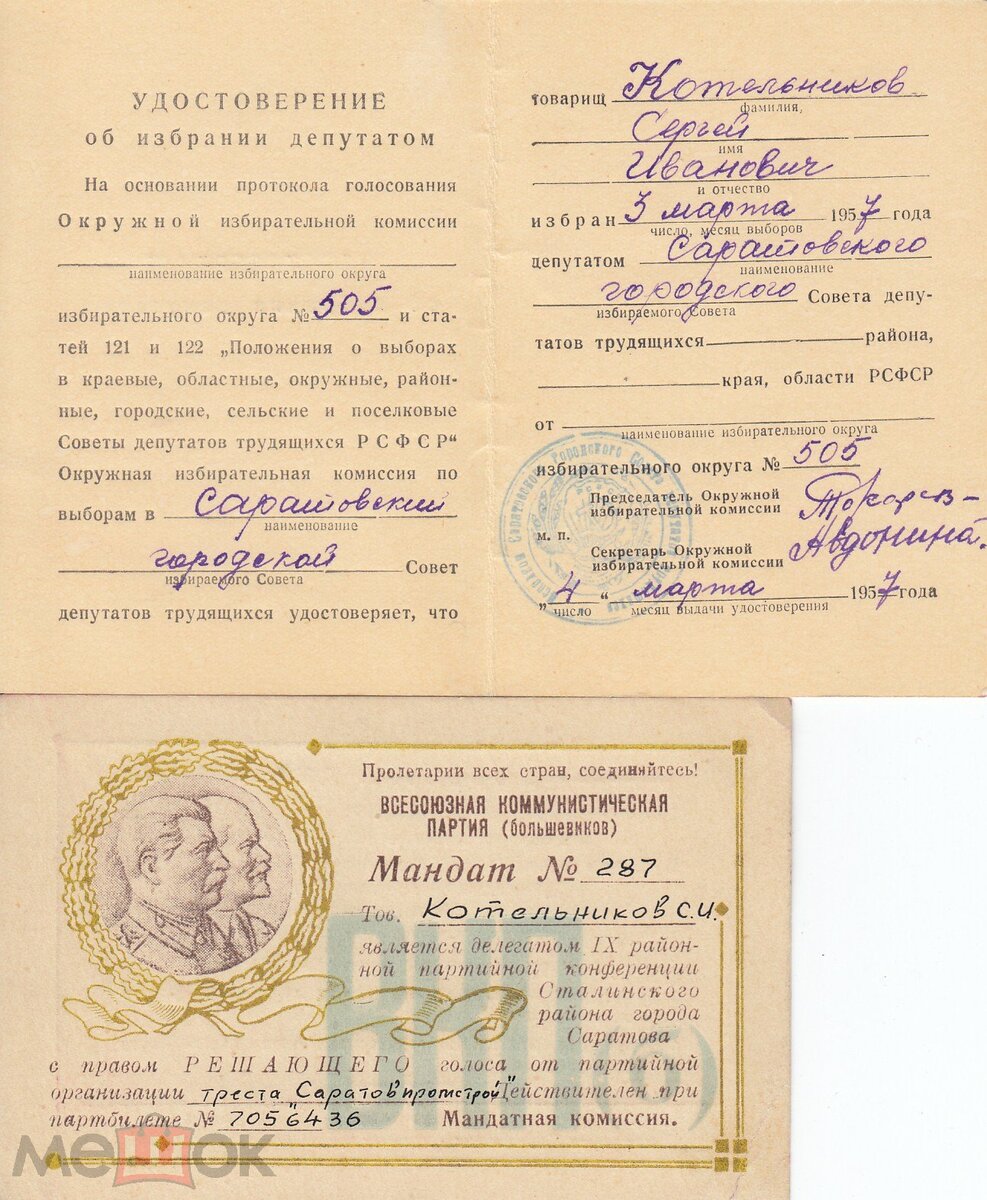 УДОСТОВЕРЕНИЕ
об избрании депутатом
На основании протокола голосования
Окружной избирательной комиссии
наименование избирательного округа
избирательного округа № 505 и ста-
тей 121 и 122 „Положения о выборах
в краевые, областные, окружные, район-
ные, городские, сельские и поселковые
Советы депутатов трудящихся РСФСР“
Окружная избирательная комиссия по
выборам в Саратовский
наименование
городской Совет
избираемого Совета
депутатов трудящихся удостоверяет, что
товарищ Котельников
фамилия,
Сергей
имя
Иванович
и отчество
избран 3 марта 1957 года
число, месяц выборов
депутатом Саратовского
наименование
городского Совета депу-
избираемого Совета
татов трудящихся района,
края, области РСФСР
от
наименование избирательного округа
избирательного округа № 505
Председатель Окружной
избирательной комиссии
м. п.
Секретарь Окружной
избирательной комиссии Авдонина.
„4“ марта 1957 года
число месяц выдачи удостоверения
Пролетарии всех стран, соединяйтесь!
ВСЕСОЮЗНАЯ КОММУНИСТИЧЕСКАЯ
ПАРТИЯ (большевиков)
Мандат № 287
Тов. Котельников С.И.
является делегатом IX район-
ной партийной конференции
Сталинского
района города
Саратова
с правом РЕШАЮЩЕГО голоса от партийной
организации треста "Саратовпромстрой" Действителен при
партбилете № 7056436 Мандатная комиссия.
мешок